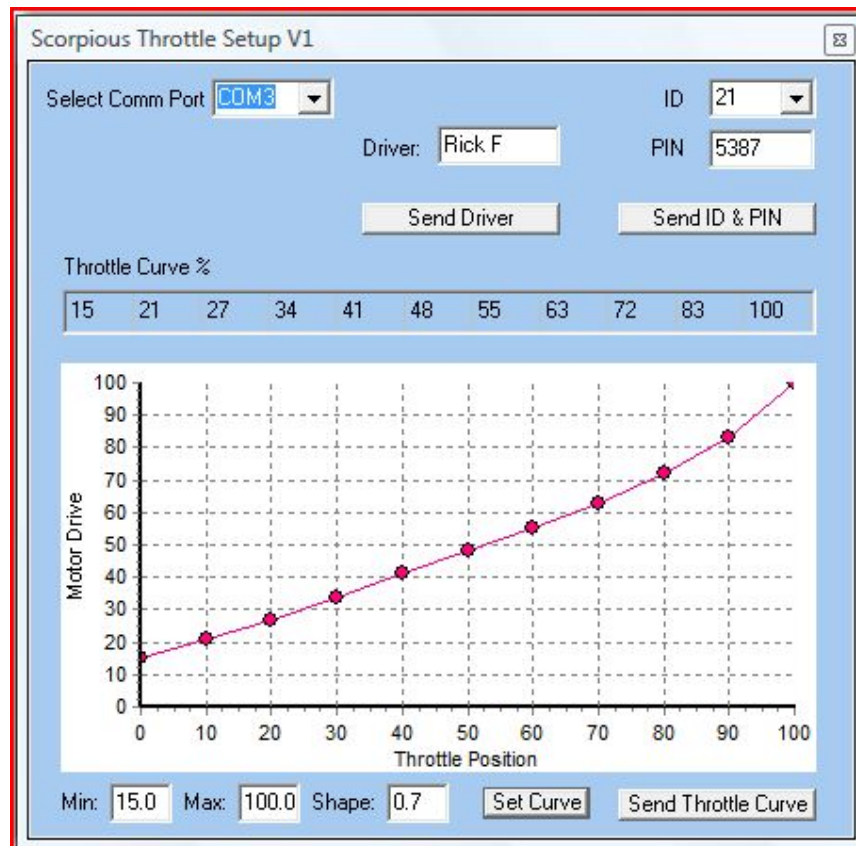 Scorpious Throttle Setup V1
Select Comm Port COM3 ID 21
Driver: Rick F PIN 5387
Send Driver Send ID & PIN
Throttle Curve %
15 21 27 34 41 48 55 63 72 83 100
100
90
80
70
60
50
40
30
20
10
0
Motor Drive
0 10 20 30 40 50 60 70 80 90 100
Throttle Position
Min: 15.0 Max: 100.0 Shape: 0.7 Set Curve Send Throttle Curve